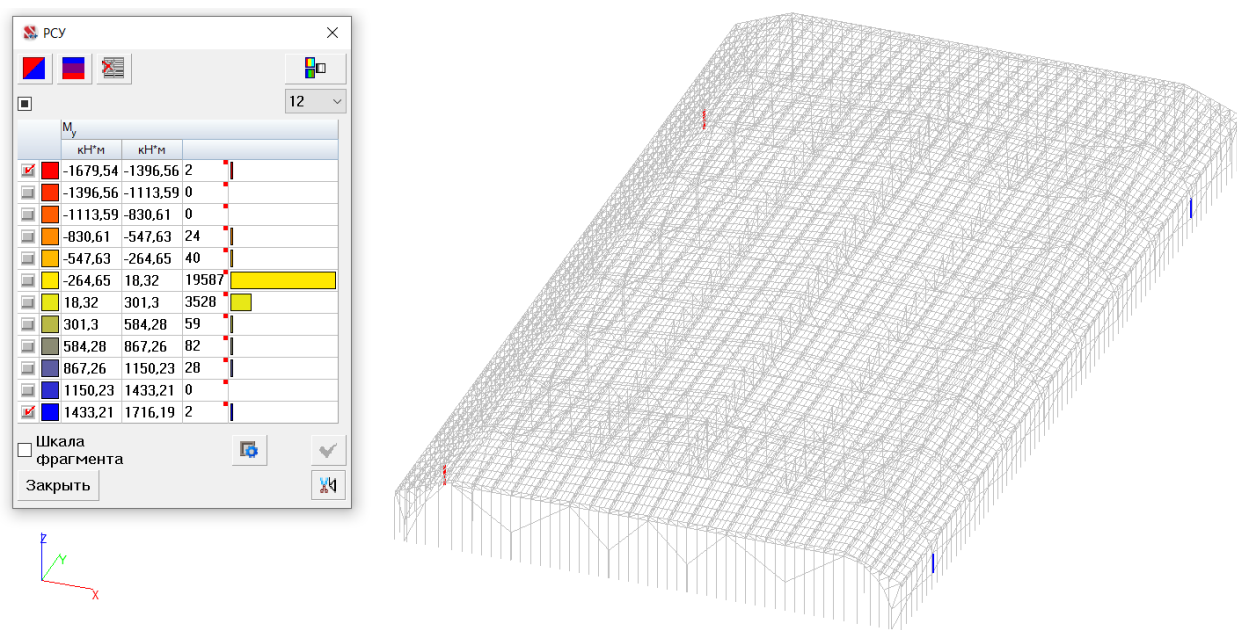 РСУ
12
My
кН*м кН*м
-1679,54 -1396,56 2
-1396,56 -1113,59 0
-1113,59 -830,61 0
-830,61 -547,63 24
-547,63 -264,65 40
-264,65 18,32 19587
18,32 301,3 3528
301,3 584,28 59
584,28 867,26 82
867,26 1150,23 28
1150,23 1433,21 0
1433,21 1716,19 2
Шкала
фрагмента
Закрыть
Z
Y
X